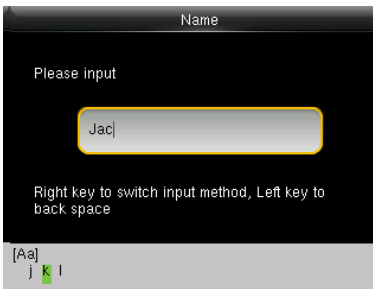 Name
Please input
Jac
Right key to switch input method, Left key to
back space
[Aa]
j k l